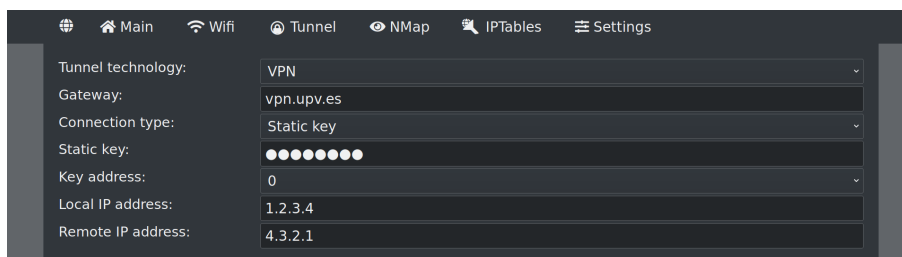 Main Wifi Tunnel NMap IPTables Settings
Tunnel technology: VPN
Gateway: vpn.upv.es
Connection type: Static key
Static key: ●●●●●●●●
Key address: 0
Local IP address: 1.2.3.4
Remote IP address: 4.3.2.1